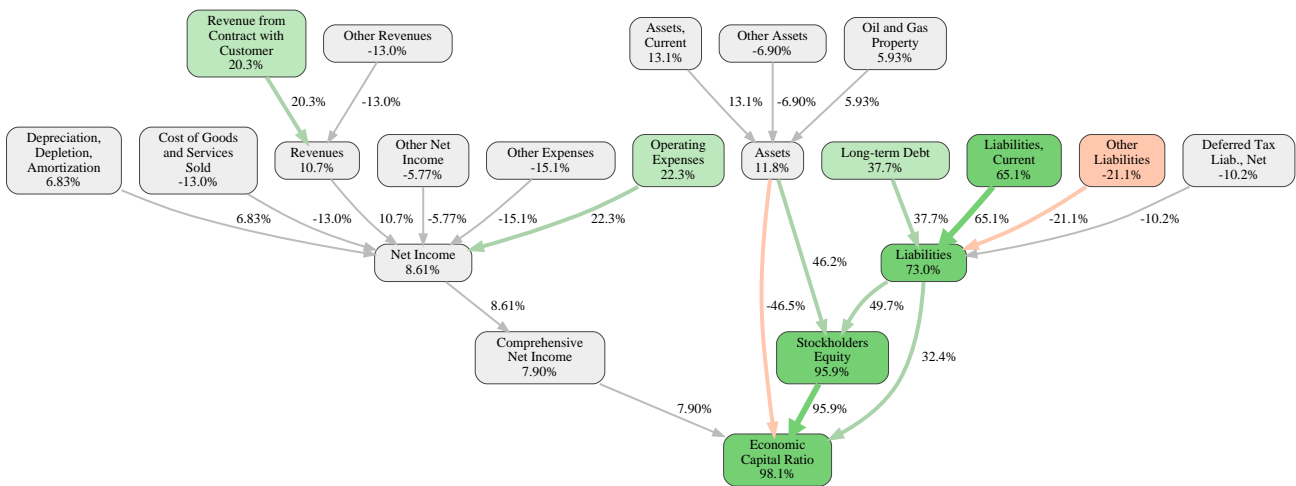 Revenue from
Contract with
Customer
20.3%
Other Revenues
-13.0%
Assets,
Current
13.1%
Other Assets
-6.90%
Oil and Gas
Property
5.93%
20.3%
-13.0%
13.1%
-6.90%
5.93%
Depreciation,
Depletion,
Amortization
6.83%
Cost of Goods
and Services
Sold
-13.0%
Revenues
10.7%
Other Net
Income
-5.77%
Other Expenses
-15.1%
Operating
Expenses
22.3%
Assets
11.8%
Long-term Debt
37.7%
Liabilities,
Current
65.1%
Other
Liabilities
-21.1%
Deferred Tax
Liab., Net
-10.2%
6.83%
-13.0%
10.7%
-5.77%
-15.1%
22.3%
37.7%
65.1%
-21.1%
-10.2%
Net Income
8.61%
46.2%
Liabilities
73.0%
8.61%
-46.5%
49.7%
Comprehensive
Net Income
7.90%
Stockholders
Equity
95.9%
32.4%
7.90%
95.9%
Economic
Capital Ratio
98.1%